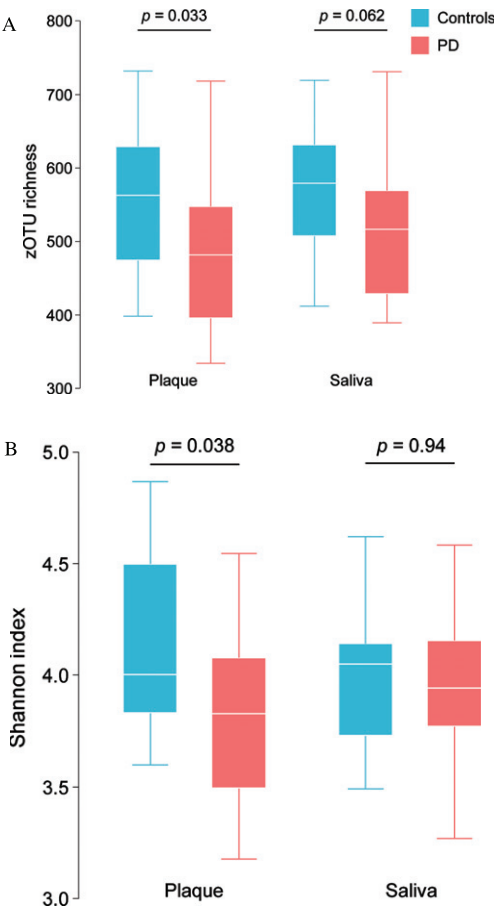 A
800
700
600
500
400
300
zOTU richness
p = 0.033
p = 0.062
Controls
PD
Plaque
Saliva
B
5.0
4.5
4.0
3.5
3.0
Shannon index
p = 0.038
p = 0.94
Plaque
Saliva